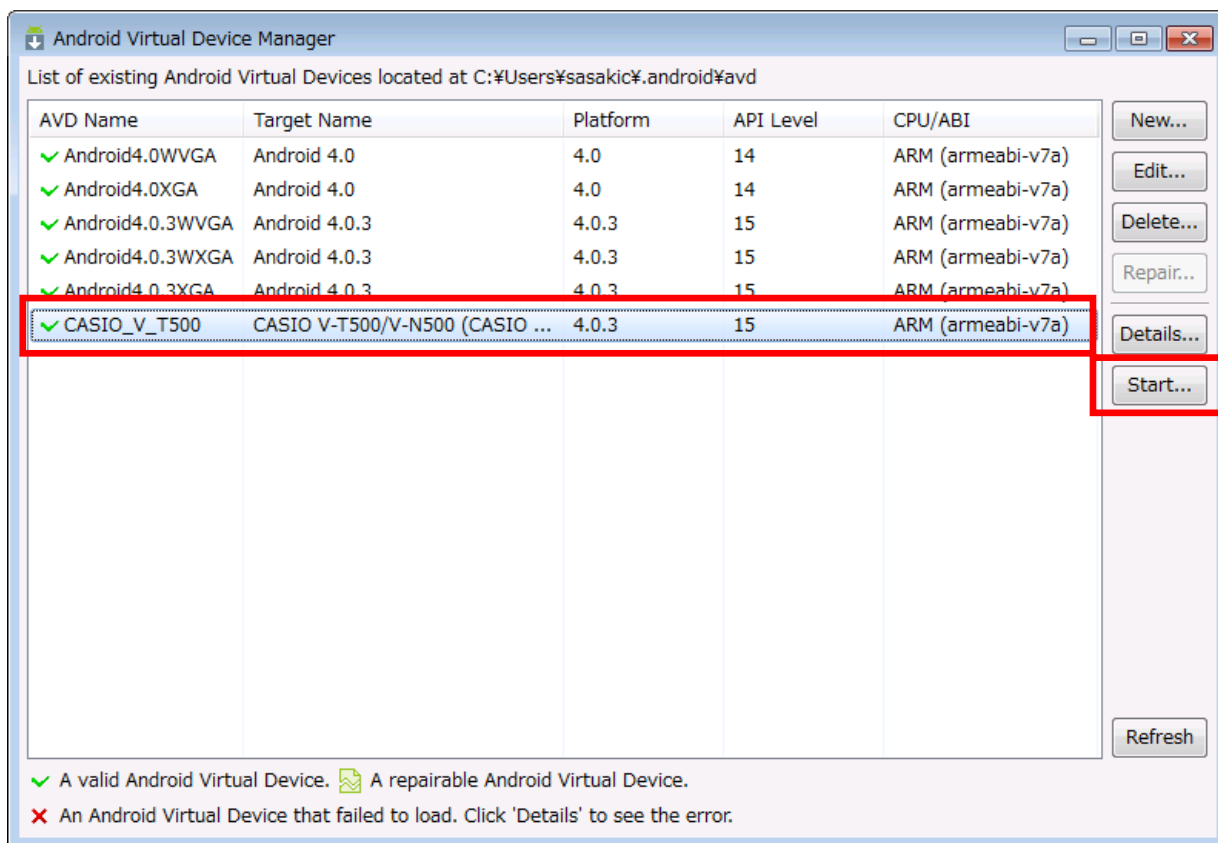 Android Virtual Device Manager
List of existing Android Virtual Devices located at C:¥Users¥sasakic¥.android¥avd
AVD Name Target Name Platform API Level CPU/ABI
Android4.0WVGA Android 4.0 4.0 14 ARM (armeabi-v7a)
Android4.0XGA Android 4.0 4.0 14 ARM (armeabi-v7a)
Android4.0.3WVGA Android 4.0.3 4.0.3 15 ARM (armeabi-v7a)
Android4.0.3WXGA Android 4.0.3 4.0.3 15 ARM (armeabi-v7a)
Android4.0.3XGA Android 4.0.3 4.0.3 15 ARM (armeabi-v7a)
CASIO_V_T500 CASIO V-T500/V-N500 (CASIO ... 4.0.3 15 ARM (armeabi-v7a)
New...
Edit...
Delete...
Repair...
Details...
Start...
Refresh
A valid Android Virtual Device. A repairable Android Virtual Device.
An Android Virtual Device that failed to load. Click 'Details' to see the error.